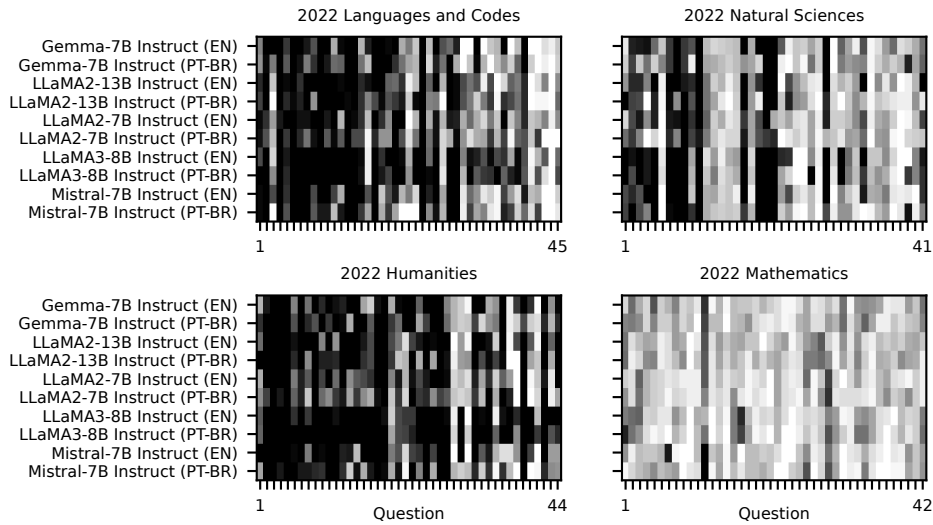 2022 Languages and Codes
2022 Natural Sciences
Gemma-7B Instruct (EN)
Gemma-7B Instruct (PT-BR)
LLaMA2-13B Instruct (EN)
LLaMA2-13B Instruct (PT-BR)
LLaMA2-7B Instruct (EN)
LLaMA2-7B Instruct (PT-BR)
LLaMA3-8B Instruct (EN)
LLaMA3-8B Instruct (PT-BR)
Mistral-7B Instruct (EN)
Mistral-7B Instruct (PT-BR)
1 45
1 41
2022 Humanities
2022 Mathematics
Gemma-7B Instruct (EN)
Gemma-7B Instruct (PT-BR)
LLaMA2-13B Instruct (EN)
LLaMA2-13B Instruct (PT-BR)
LLaMA2-7B Instruct (EN)
LLaMA2-7B Instruct (PT-BR)
LLaMA3-8B Instruct (EN)
LLaMA3-8B Instruct (PT-BR)
Mistral-7B Instruct (EN)
Mistral-7B Instruct (PT-BR)
1 44
1 42
Question
Question